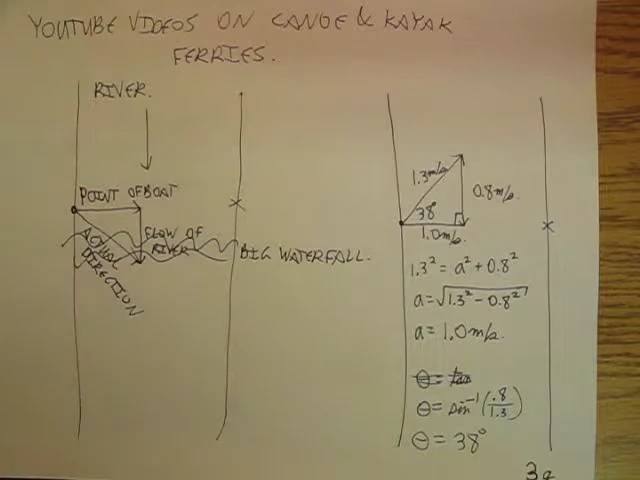 YOUTUBE VIDEOS ON CANOE & KAYAK
FERRIES.
RIVER.
POINT OF BOAT
FLOW OF
RIVER
ACTUAL
DIRECTION
BIG WATERFALL.
1.3m/s
0.8m/s.
38°
1.0m/s.
1.3² = a² + 0.8²
a = √1.3² - 0.8²
a = 1.0m/s.
θ = tan
θ = sin⁻¹(.8/1.3)
θ = 38°